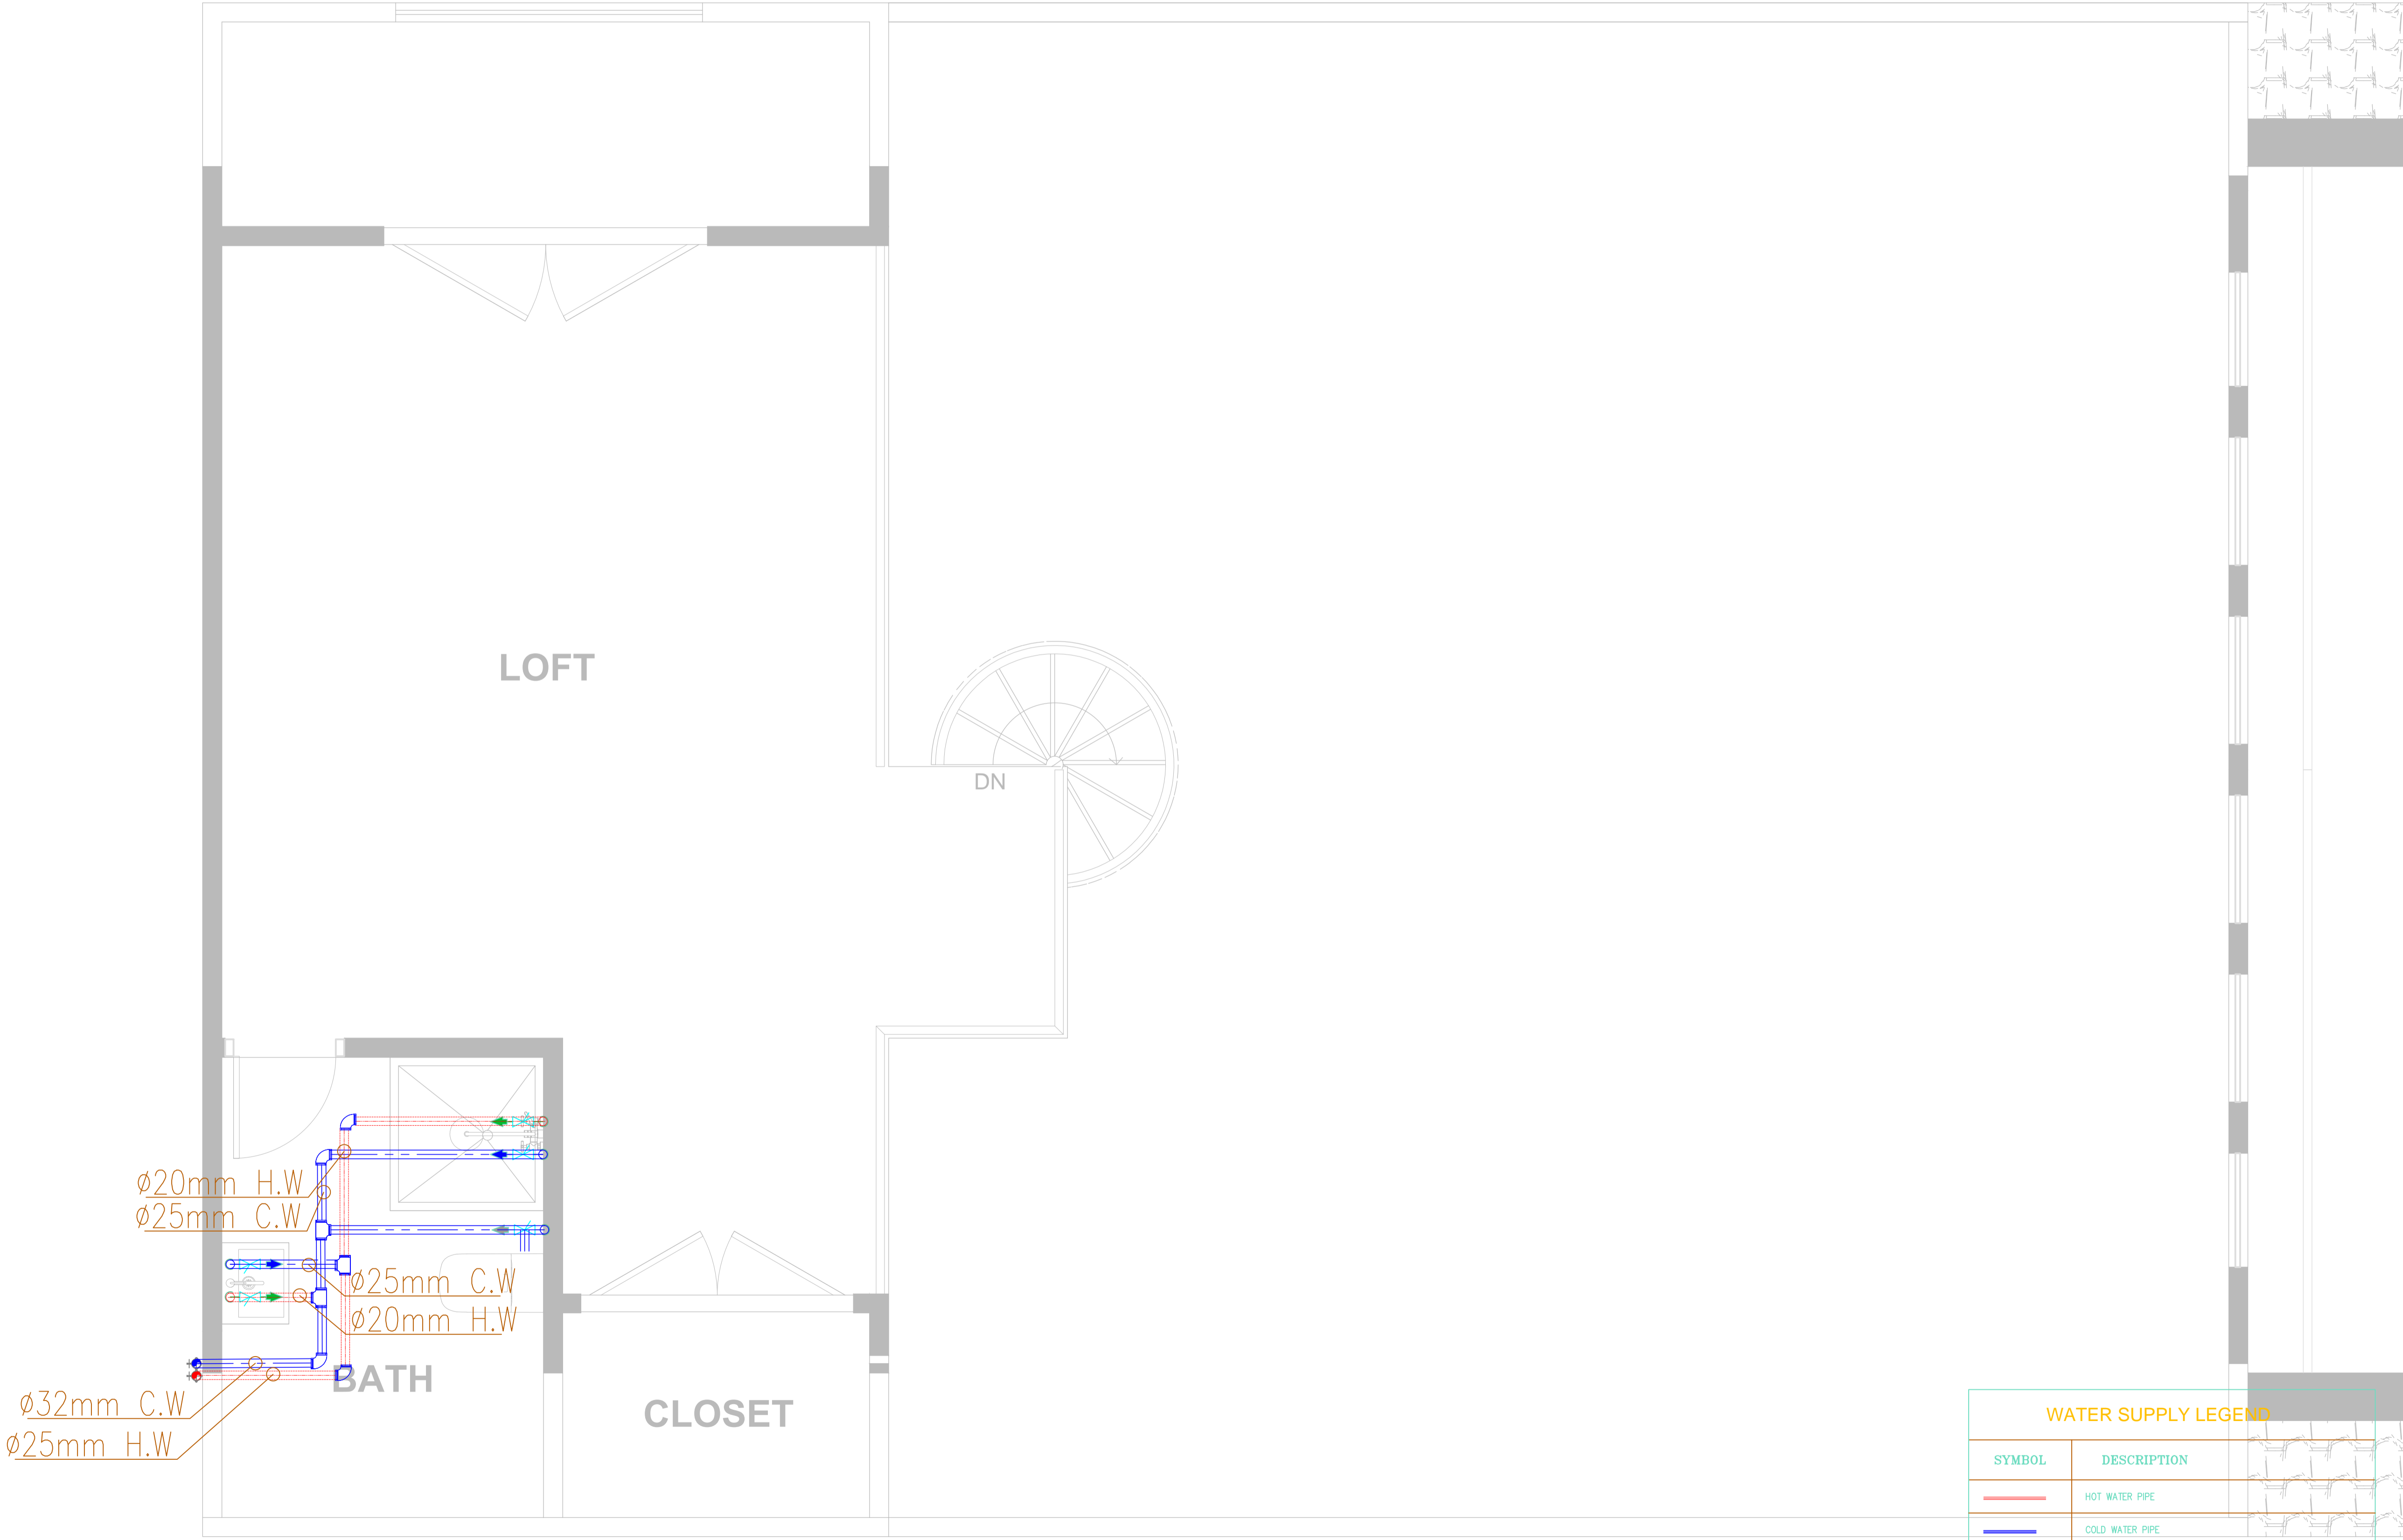 LOFT
DN
ø20mm H.W
ø25mm C.W
ø25mm C.W
ø20mm H.W
BATH
ø32mm C.W
ø25mm H.W
CLOSET
WATER SUPPLY LEGEND
SYMBOL DESCRIPTION
HOT WATER PIPE
COLD WATER PIPE